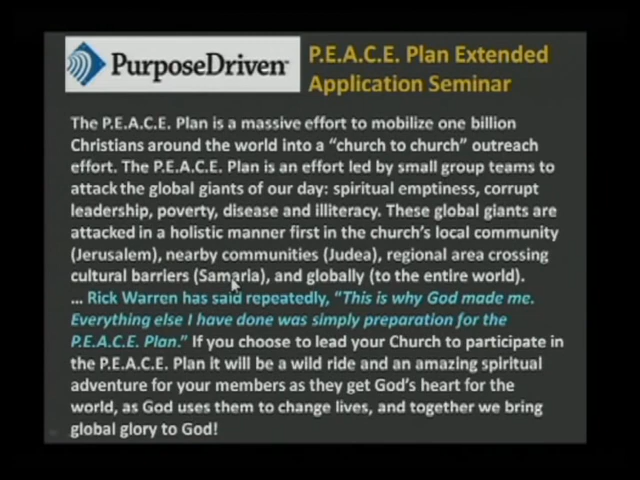 PurposeDriven™
P.E.A.C.E. Plan Extended
Application Seminar
The P.E.A.C.E. Plan is a massive effort to mobilize one billion
Christians around the world into a “church to church” outreach
effort. The P.E.A.C.E. Plan is an effort led by small group teams to
attack the global giants of our day: spiritual emptiness, corrupt
leadership, poverty, disease and illiteracy. These global giants are
attacked in a holistic manner first in the church’s local community
(Jerusalem), nearby communities (Judea), regional area crossing
cultural barriers (Samaria), and globally (to the entire world).
... Rick Warren has said repeatedly, “This is why God made me.
Everything else I have done was simply preparation for the
P.E.A.C.E. Plan.” If you choose to lead your Church to participate in
the P.E.A.C.E. Plan it will be a wild ride and an amazing spiritual
adventure for your members as they get God’s heart for the
world, as God uses them to change lives, and together we bring
global glory to God!